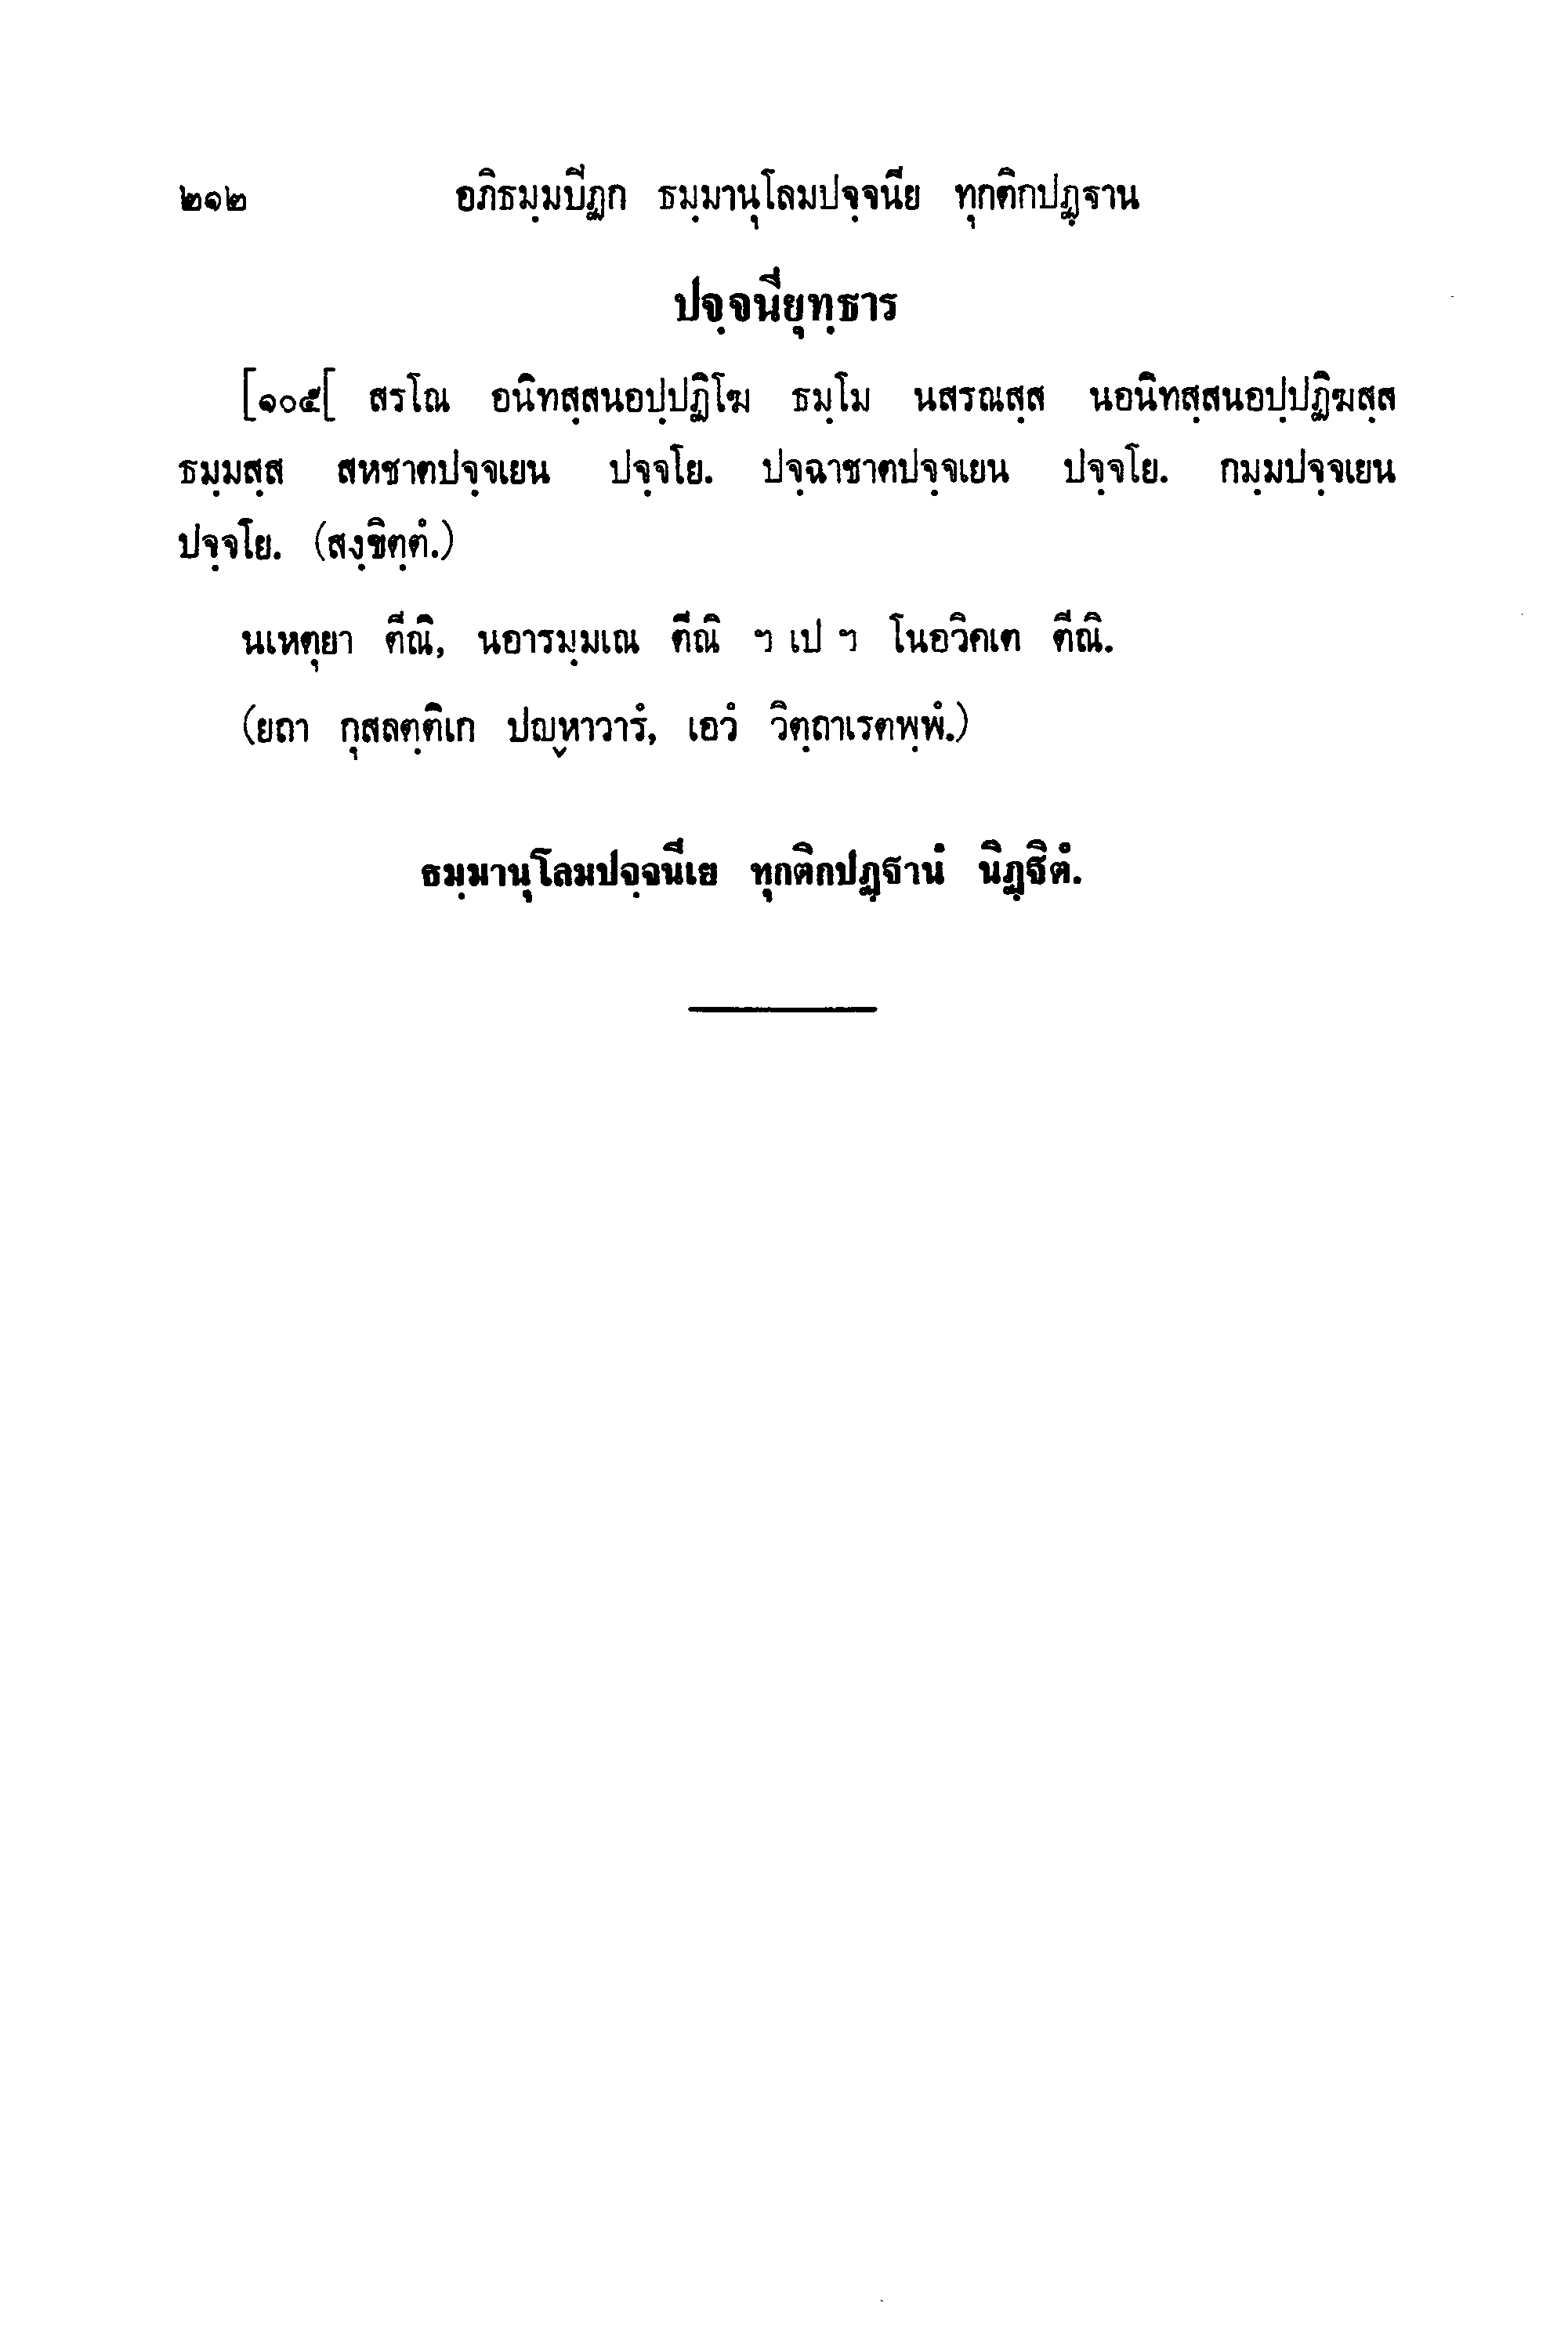 ๒๑๒ อภิธมฺมปีฏก ธมฺมานุโลมปจฺจนีย ทุกติกปฏฺฐาน
ปจฺจนียุทฺธาร
[๑๐๕[ สรโณ อนิทสฺสนอปฺปฏิโฆ ธมฺโม นสรณสฺส นอนิทสฺสนอปฺปฏิฆสฺส
ธมฺมสฺส สหชาตปจฺจเยน ปจฺจโย. ปจฺฉาชาตปจฺจเยน ปจฺจโย. กมฺมปจฺจเยน
ปจฺจโย. (สงฺขิตฺตํ.)
นเหตุยา ตีณิ, นอารมฺมเณ ตีณิ ฯ เป ฯ โนอวิคเต ตีณิ.
(ยถา กุสลตฺติเก ปญฺหาวารํ, เอวํ วิตฺถาเรตพฺพํ.)
ธมฺมานุโลมปจฺจนีเย ทุกติกปฏฺฐานํ นิฏฺฐิตํ.